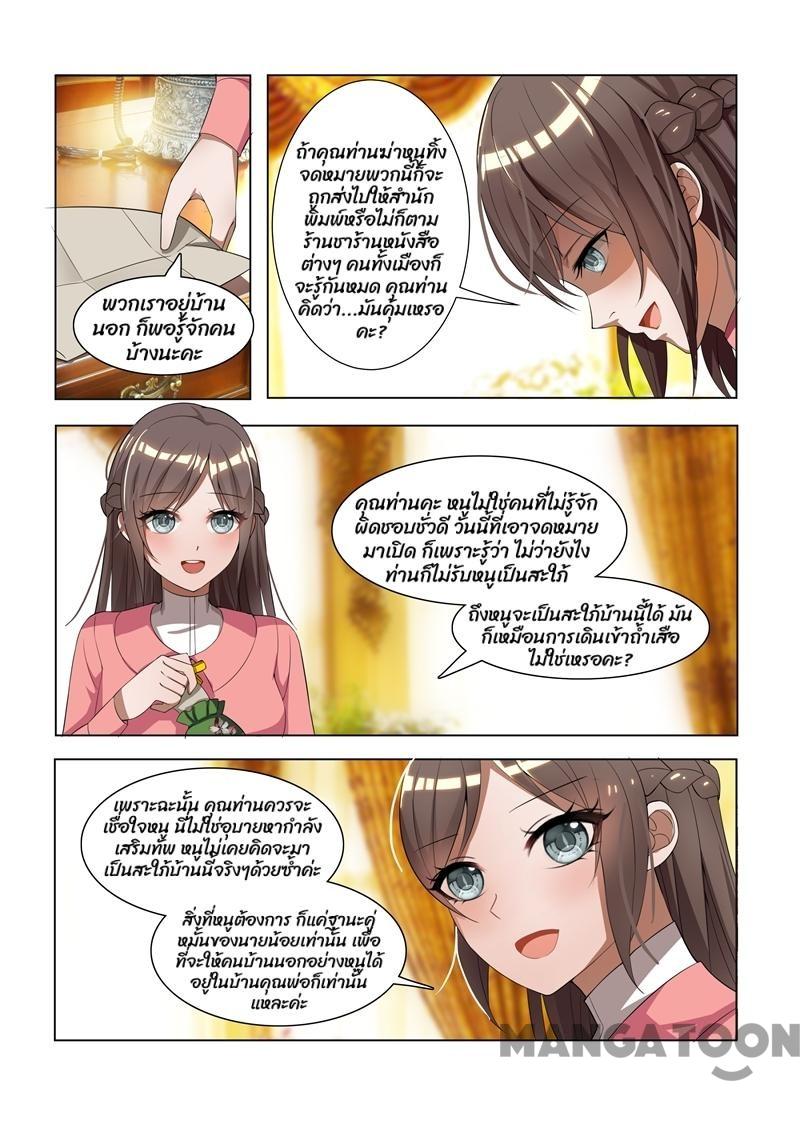 พวกเราอยู่บ้าน
นอก ก็พอรู้จักคน
บ้างนะคะ
ถ้าคุณท่านฆ่าหนูทิ้ง
จดหมายพวกนี้ก็จะ
ถูกส่งไปให้สำนัก
พิมพ์หรือไม่ก็ตาม
ร้านชาร้านหนังสือ
ต่างๆ คนทั้งเมืองก็
จะรู้กันหมด คุณท่าน
คิดว่า...มันคุ้มเหรอ
คะ?
คุณท่านคะ หนูไม่ใช่คนที่ไม่รู้จัก
ผิดชอบชั่วดี วันนี้ที่เอาจดหมาย
มาเปิด ก็เพราะรู้ว่า ไม่ว่ายังไง
ท่านก็ไม่รับหนูเป็นสะใภ้
ถึงหนูจะเป็นสะใภ้บ้านนี้ได้ มัน
ก็เหมือนการเดินเข้าถ้ำเสือ
ไม่ใช่เหรอคะ?
เพราะฉะนั้น คุณท่านควรจะ
เชื่อใจหนู นี่ไม่ใช่อุบายหากำลัง
เสริมทัพ หนูไม่เคยคิดจะมา
เป็นสะใภ้บ้านนี้จริงๆด้วยซ้ำค่ะ
สิ่งที่หนูต้องการ ก็แค่ฐานะคู่
หมั้นของนายน้อยเท่านั้น เพื่อ
ที่จะให้คนบ้านนอกอย่างหนูได้
อยู่ในบ้านคุณพ่อก็เท่านั้น
แหละค่ะ
MANGATOON